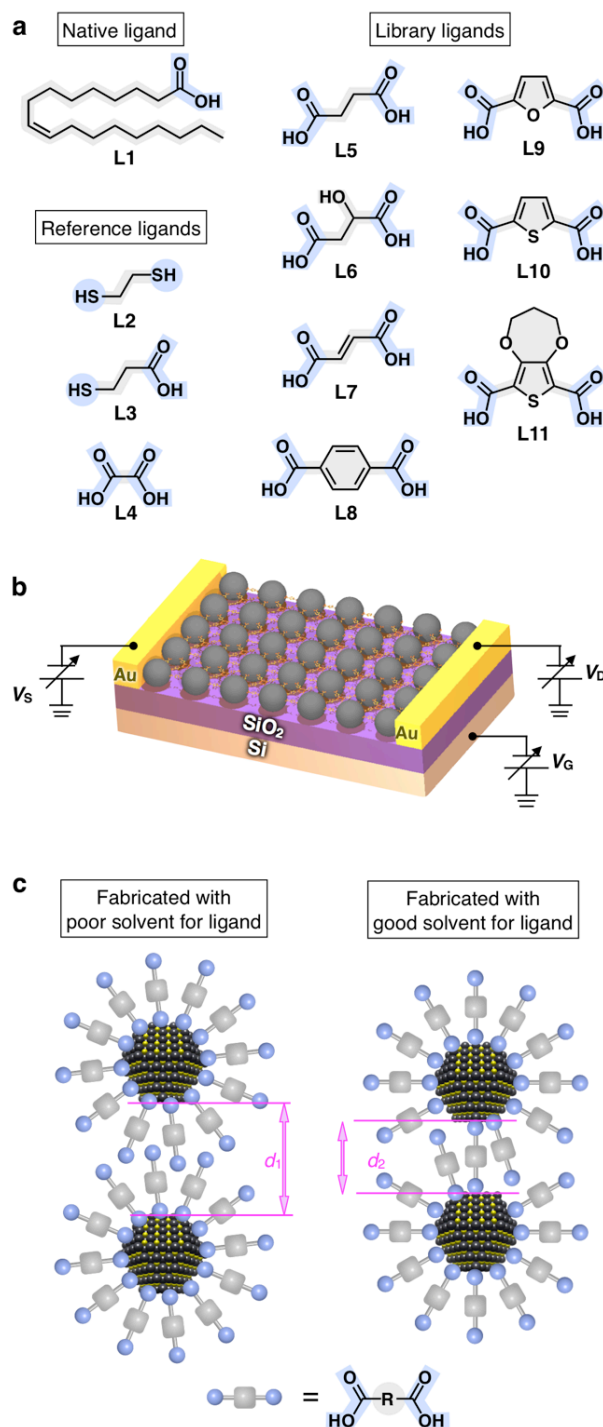 a
Native ligand
O
OH
L1
Reference ligands
HS
SH
L2
O
HS
OH
L3
O
O
HO
OH
L4
Library ligands
O
O
HO
OH
L5
HO
O
O
OH
HO
L6
O
O
HO
OH
L7
O
O
HO
OH
L8
O
O
O
HO
OH
L9
O
O
S
HO
OH
L10
O
O
O
O
S
HO
OH
L11
b
VS
Au
SiO2
Si
Au
VD
VG
c
Fabricated with
poor solvent for ligand
Fabricated with
good solvent for ligand
d1
d2
=
O
O
R
HO
OH